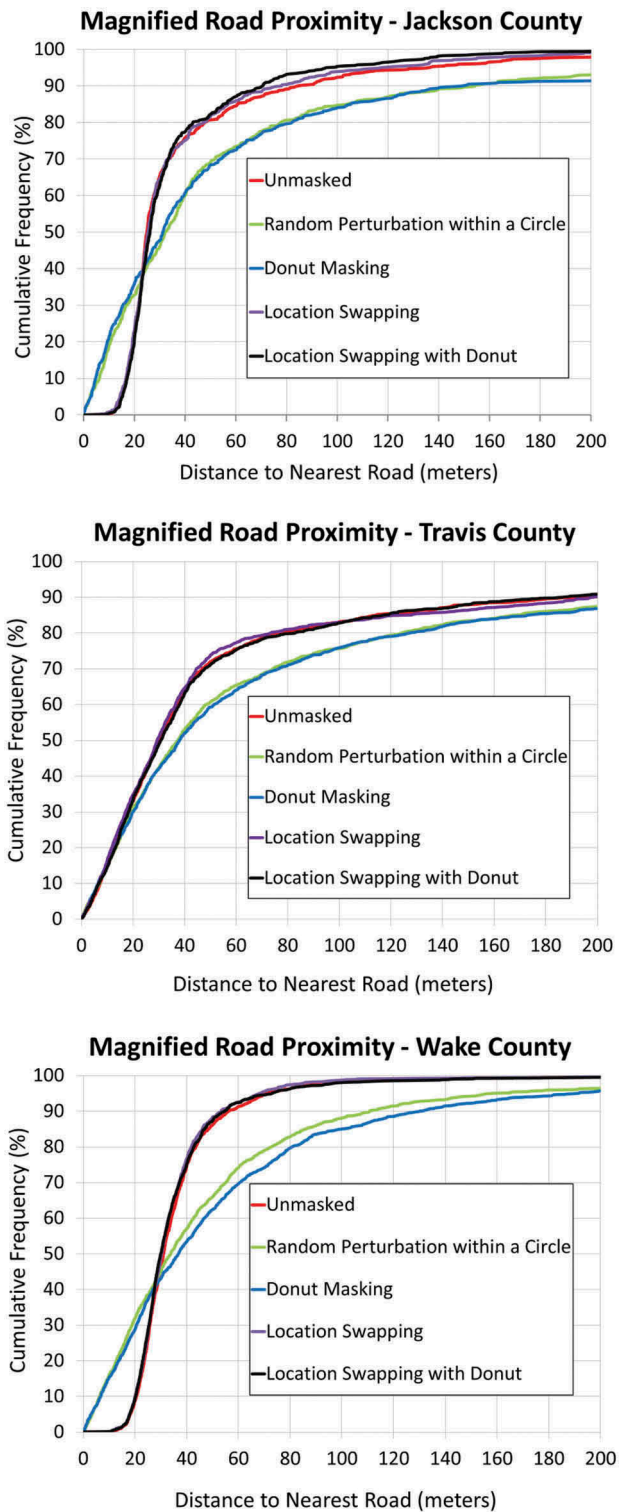 Magnified Road Proximity - Jackson County
Cumulative Frequency (%)
100
90
80
70
60
50
40
30
20
10
0
Unmasked
Random Perturbation within a Circle
Donut Masking
Location Swapping
Location Swapping with Donut
0 20 40 60 80 100 120 140 160 180 200
Distance to Nearest Road (meters)
Magnified Road Proximity - Travis County
Cumulative Frequency (%)
100
90
80
70
60
50
40
30
20
10
0
Unmasked
Random Perturbation within a Circle
Donut Masking
Location Swapping
Location Swapping with Donut
0 20 40 60 80 100 120 140 160 180 200
Distance to Nearest Road (meters)
Magnified Road Proximity - Wake County
Cumulative Frequency (%)
100
90
80
70
60
50
40
30
20
10
0
Unmasked
Random Perturbation within a Circle
Donut Masking
Location Swapping
Location Swapping with Donut
0 20 40 60 80 100 120 140 160 180 200
Distance to Nearest Road (meters)